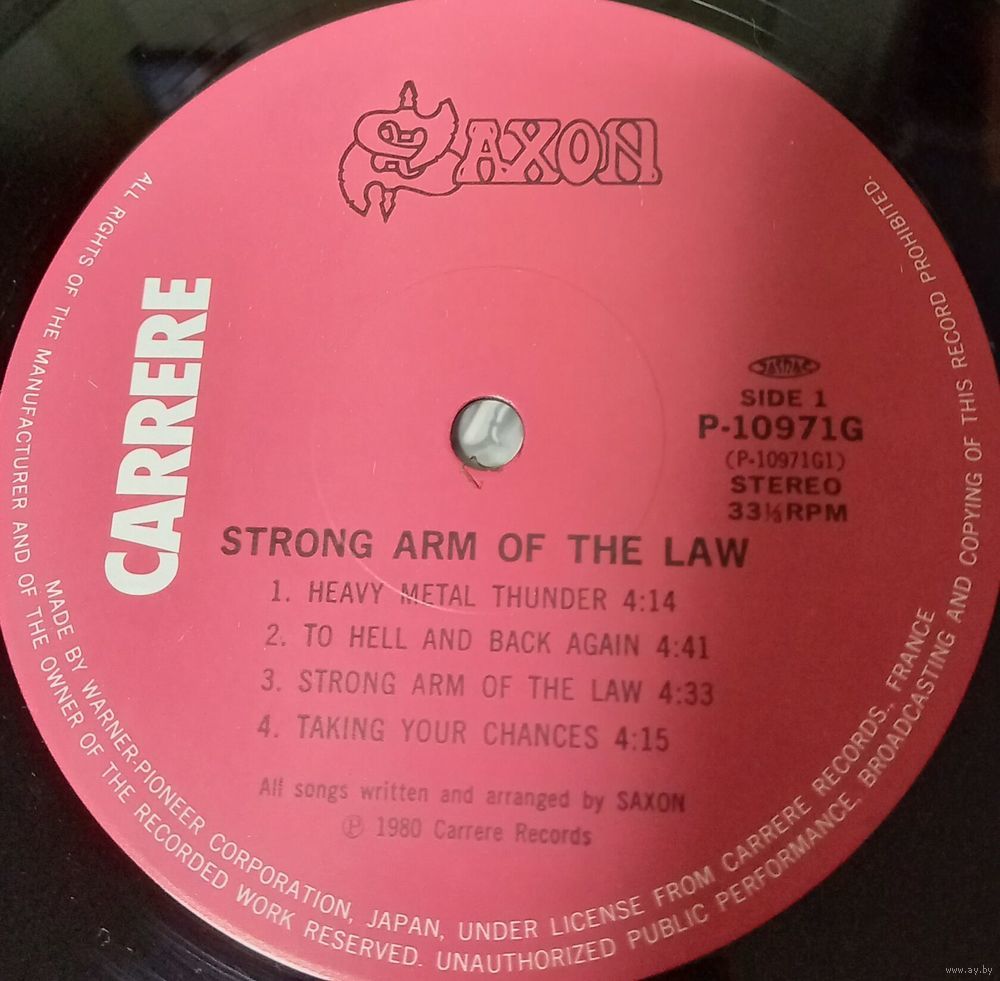 SAXON
CARRERE
JASRAC
SIDE 1
P-10971G
(P-10971G1)
STEREO
33⅓RPM
STRONG ARM OF THE LAW
1. HEAVY METAL THUNDER 4:14
2. TO HELL AND BACK AGAIN 4:41
3. STRONG ARM OF THE LAW 4:33
4. TAKING YOUR CHANCES 4:15
All songs written and arranged by SAXON
℗ 1980 Carrere Records
MADE BY WARNER-PIONEER CORPORATION, JAPAN, UNDER LICENSE FROM CARRERE RECORDS., FRANCE
ALL RIGHTS OF THE MANUFACTURER AND OF THE OWNER OF THE RECORDED WORK RESERVED. UNAUTHORIZED PUBLIC PERFORMANCE. BROADCASTING AND COPYING OF THIS RECORD PROHIBITED.
www.ay.by